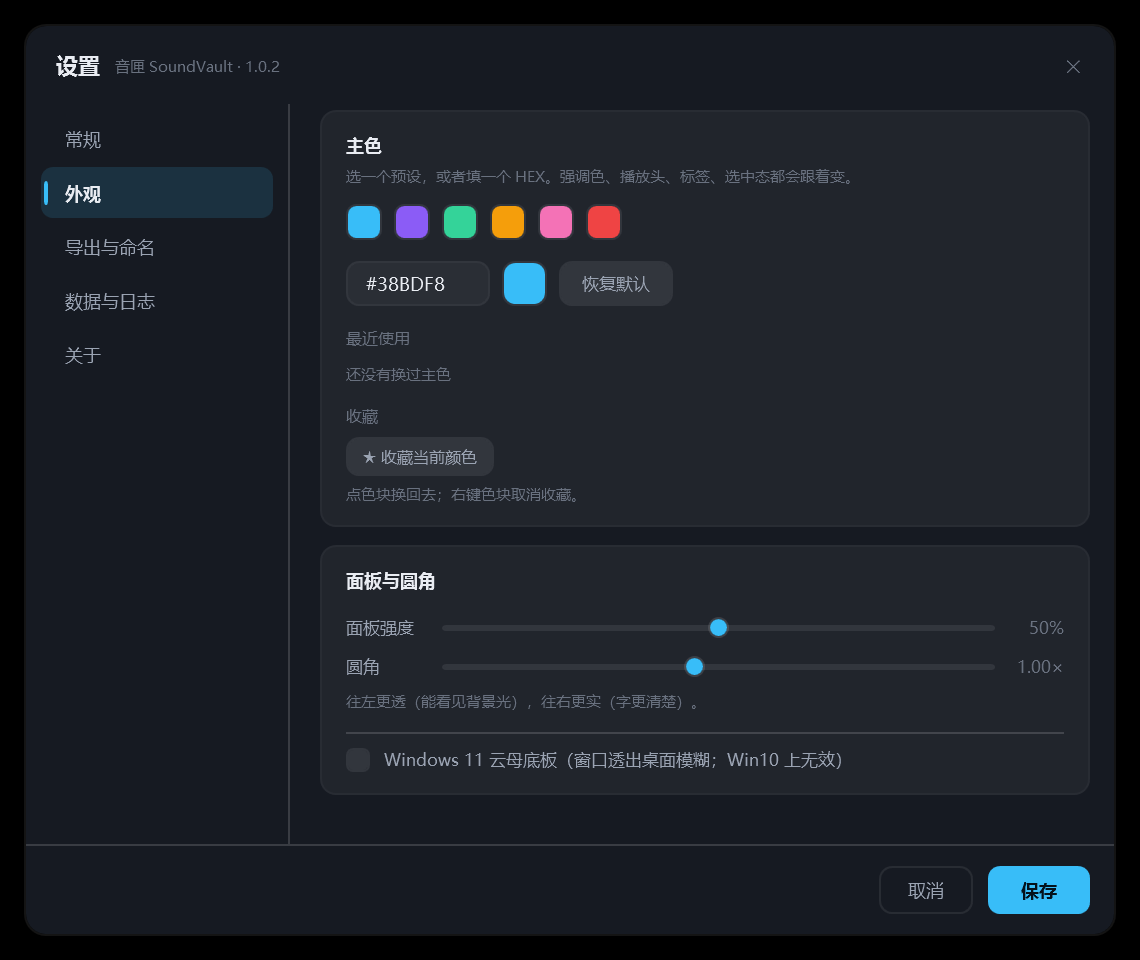 设置 音匣 SoundVault · 1.0.2
常规
外观
导出与命名
数据与日志
关于
主色
选一个预设，或者填一个 HEX。强调色、播放头、标签、选中态都会跟着变。
#38BDF8 恢复默认
最近使用
还没有换过主色
收藏
★ 收藏当前颜色
点色块换回去；右键色块取消收藏。
面板与圆角
面板强度 50%
圆角 1.00×
往左更透（能看见背景光），往右更实（字更清楚）。
Windows 11 云母底板（窗口透出桌面模糊；Win10 上无效）
取消 保存